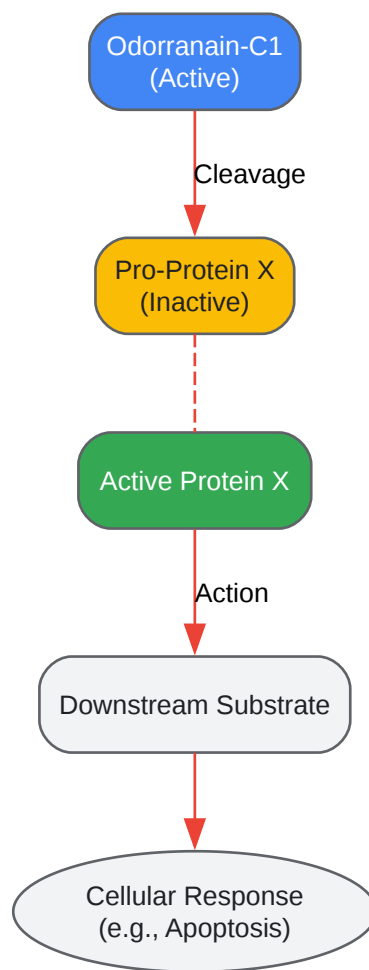 Odorranain-C1
(Active)
Cleavage
Pro-Protein X
(Inactive)
Active Protein X
Action
Downstream Substrate
Cellular Response
(e.g., Apoptosis)